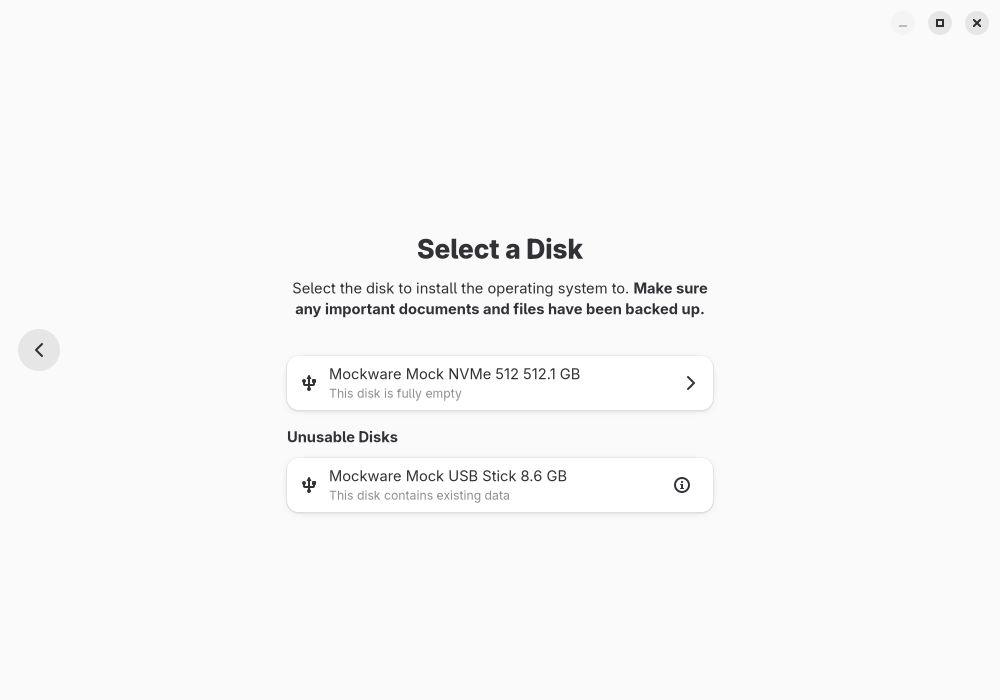 Select a Disk
Select the disk to install the operating system to. Make sure
any important documents and files have been backed up.
Mockware Mock NVMe 512 512.1 GB
This disk is fully empty
Unusable Disks
Mockware Mock USB Stick 8.6 GB
This disk contains existing data